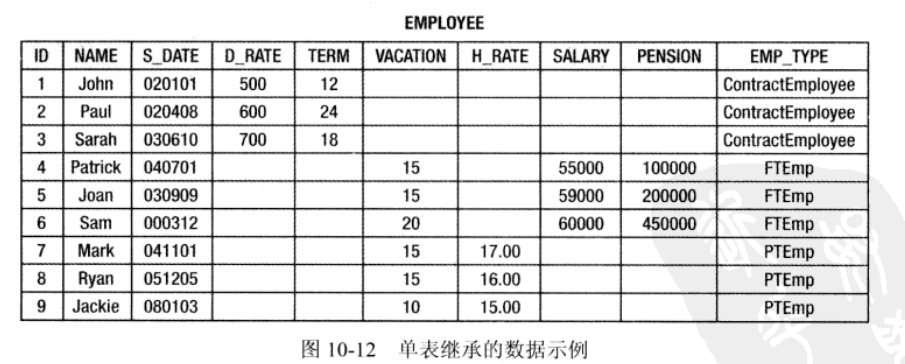 EMPLOYEE
ID NAME S_DATE D_RATE TERM VACATION H_RATE SALARY PENSION EMP_TYPE
1 John 020101 500 12 ContractEmployee
2 Paul 020408 600 24 ContractEmployee
3 Sarah 030610 700 18 ContractEmployee
4 Patrick 040701 15 55000 100000 FTEmp
5 Joan 030909 15 59000 200000 FTEmp
6 Sam 000312 20 60000 450000 FTEmp
7 Mark 041101 15 17.00 PTEmp
8 Ryan 051205 15 16.00 PTEmp
9 Jackie 080103 10 15.00 PTEmp
图 10-12 单表继承的数据示例